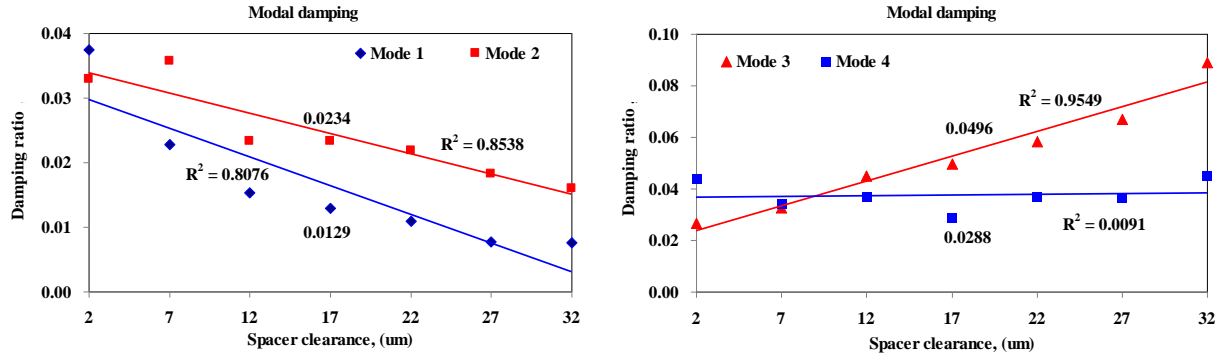 Modal damping
0.04
0.03
0.02
0.01
0.00
Damping ratio ,
Mode 1
Mode 2
0.0234
R² = 0.8538
R² = 0.8076
0.0129
2 7 12 17 22 27 32
Spacer clearance, (um)
Modal damping
0.10
0.08
0.06
0.04
0.02
0.00
Damping ratio ,
Mode 3
Mode 4
R² = 0.9549
0.0496
0.0288
R² = 0.0091
2 7 12 17 22 27 32
Spacer clearance, (um)